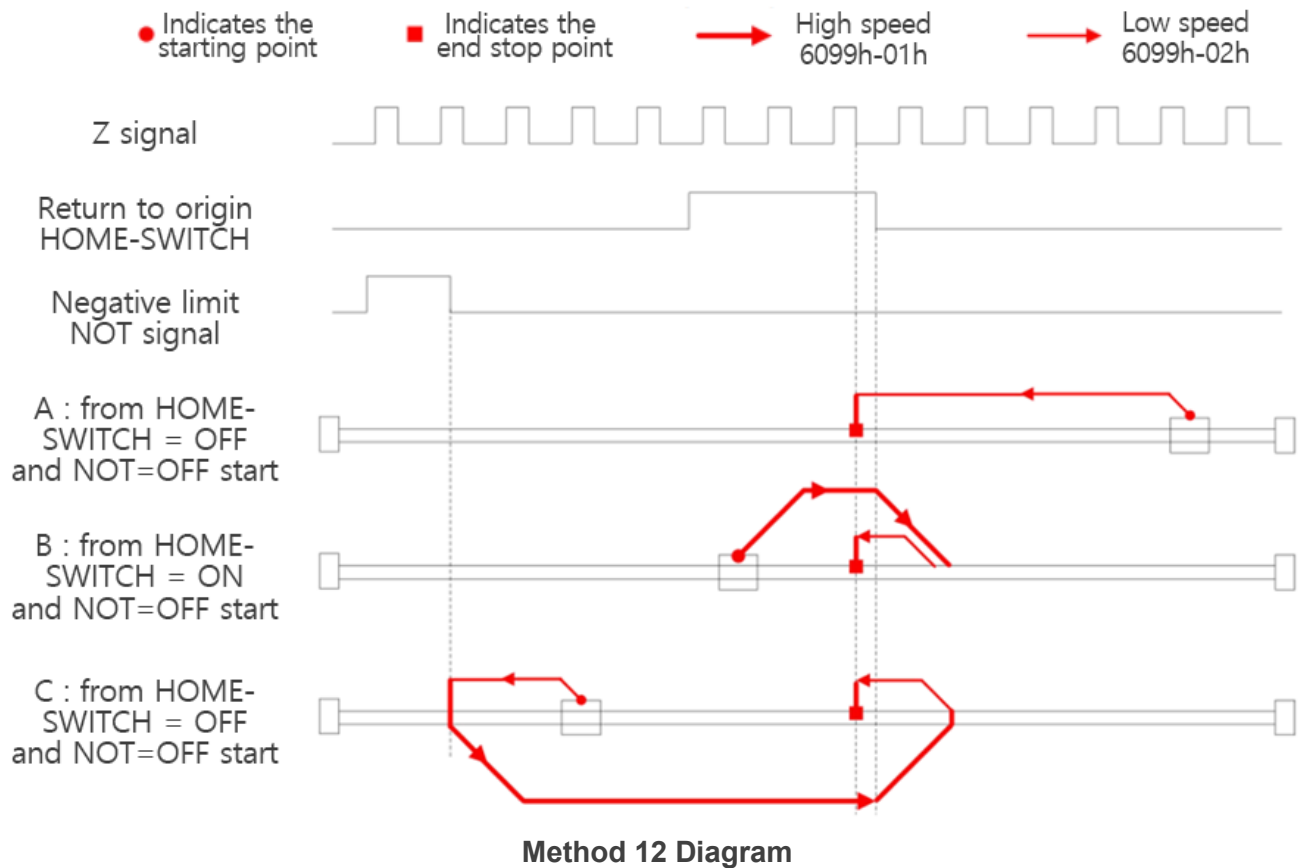 Indicates the
starting point
Indicates the
end stop point
High speed
6099h-01h
Low speed
6099h-02h
Z signal
Return to origin
HOME-SWITCH
Negative limit
NOT signal
A : from HOME-
SWITCH = OFF
and NOT=OFF start
B : from HOME-
SWITCH = ON
and NOT=OFF start
C : from HOME-
SWITCH = OFF
and NOT=OFF start
Method 12 Diagram